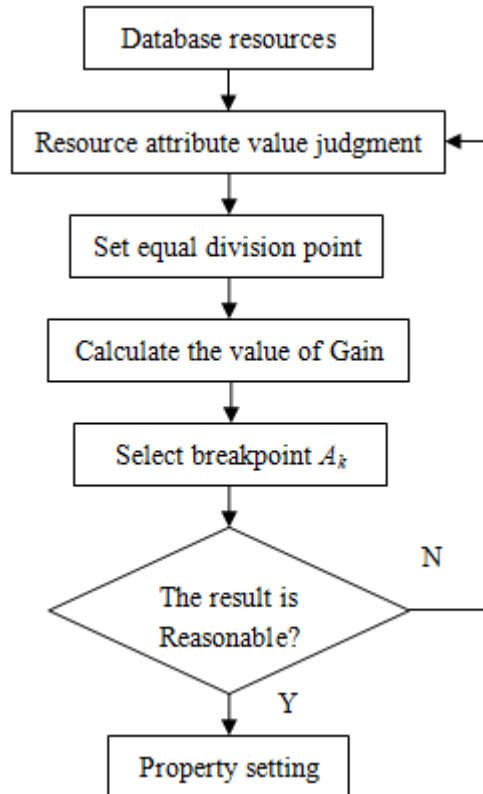 Database resources
Resource attribute value judgment
Set equal division point
Calculate the value of Gain
Select breakpoint Aₖ
N
The result is
Reasonable?
Y
Property setting